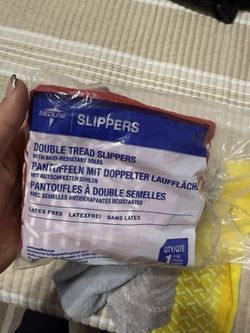 MEDLINE
SLIPPERS
DOUBLE TREAD SLIPPERS
WITH SKID-RESISTANT SOLES
PANTOFFELN MIT DOPPELTER LAUFFLÄCHE
MIT RUTSCHFESTEN SOHLEN
PANTOUFLES À DOUBLE SEMELLES
AVEC SEMELLES ANTIDÉRAPANTES RÉSISTANTES
LATEX FREE LATEXFREI SANS LATEX
QTY/QTÉ
1